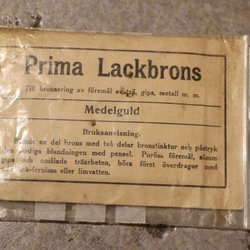 Prima Lackbrons
Till bronsering av föremål av trä, gips, metall m. m.
Medelguld
Bruksanvisning.
Blande en del brons med två delar bronstinktur och påstryk
den färdiga blandningen med pensel. Porösa föremål, såsom
gips och omålade träarbeten, böra först överdragas med
lack-fernissa eller limvatten.